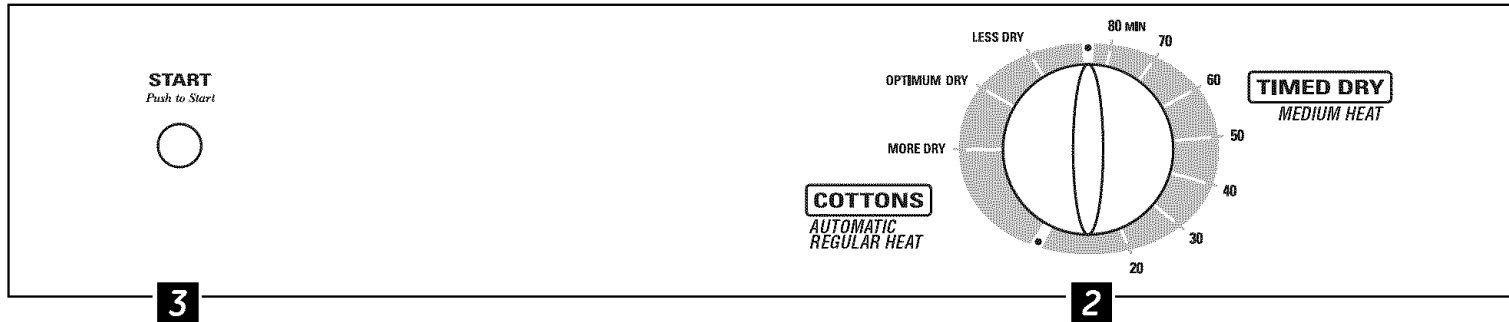 START
Push to Start
3
LESS DRY
OPTIMUM DRY
MORE DRY
COTTONS
AUTOMATIC
REGULAR HEAT
80 MIN
70
60
50
40
30
20
TIMED DRY
MEDIUM HEAT
2